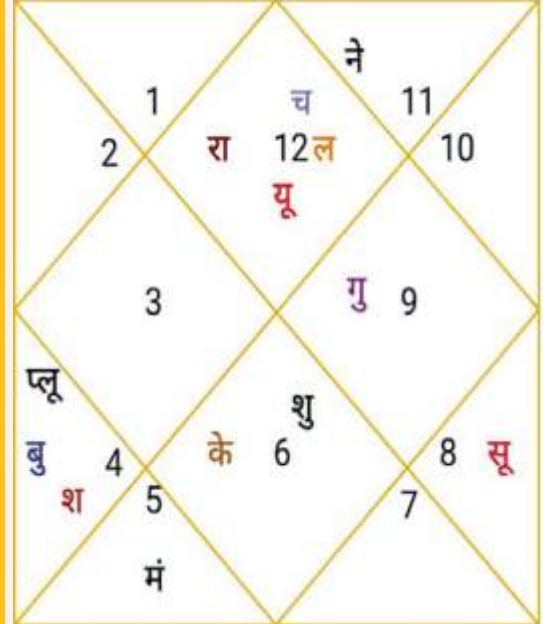 ने
1 च 11
2 रा 12 ल 10
यू
3 गु 9
प्लू
शु
बु 4 के 6 8 सू
श 5 7
मं